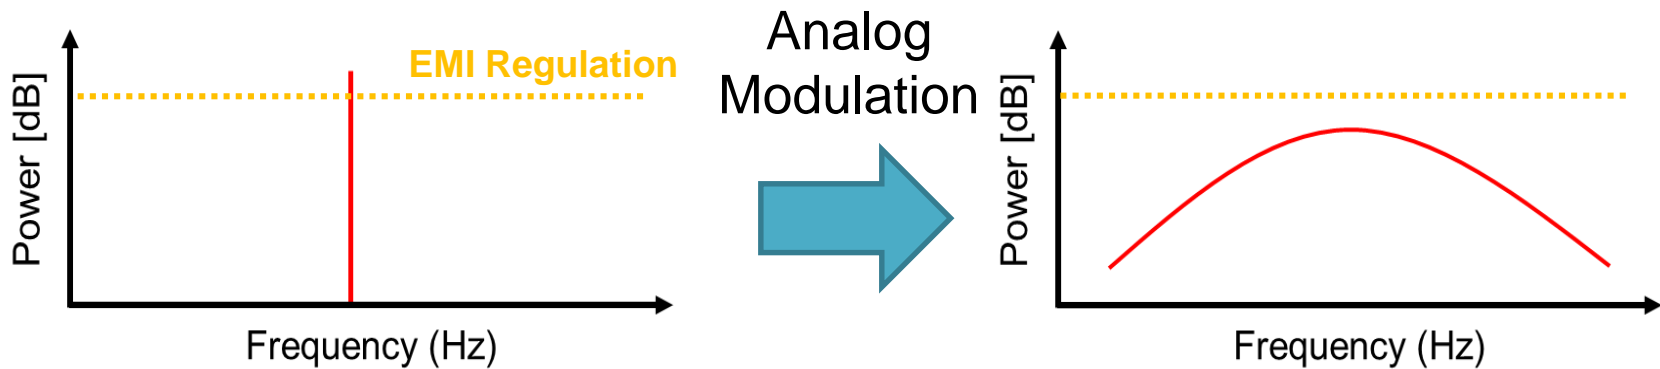 Power [dB]
EMI Regulation
Frequency (Hz)
Analog
Modulation
Power [dB]
Frequency (Hz)